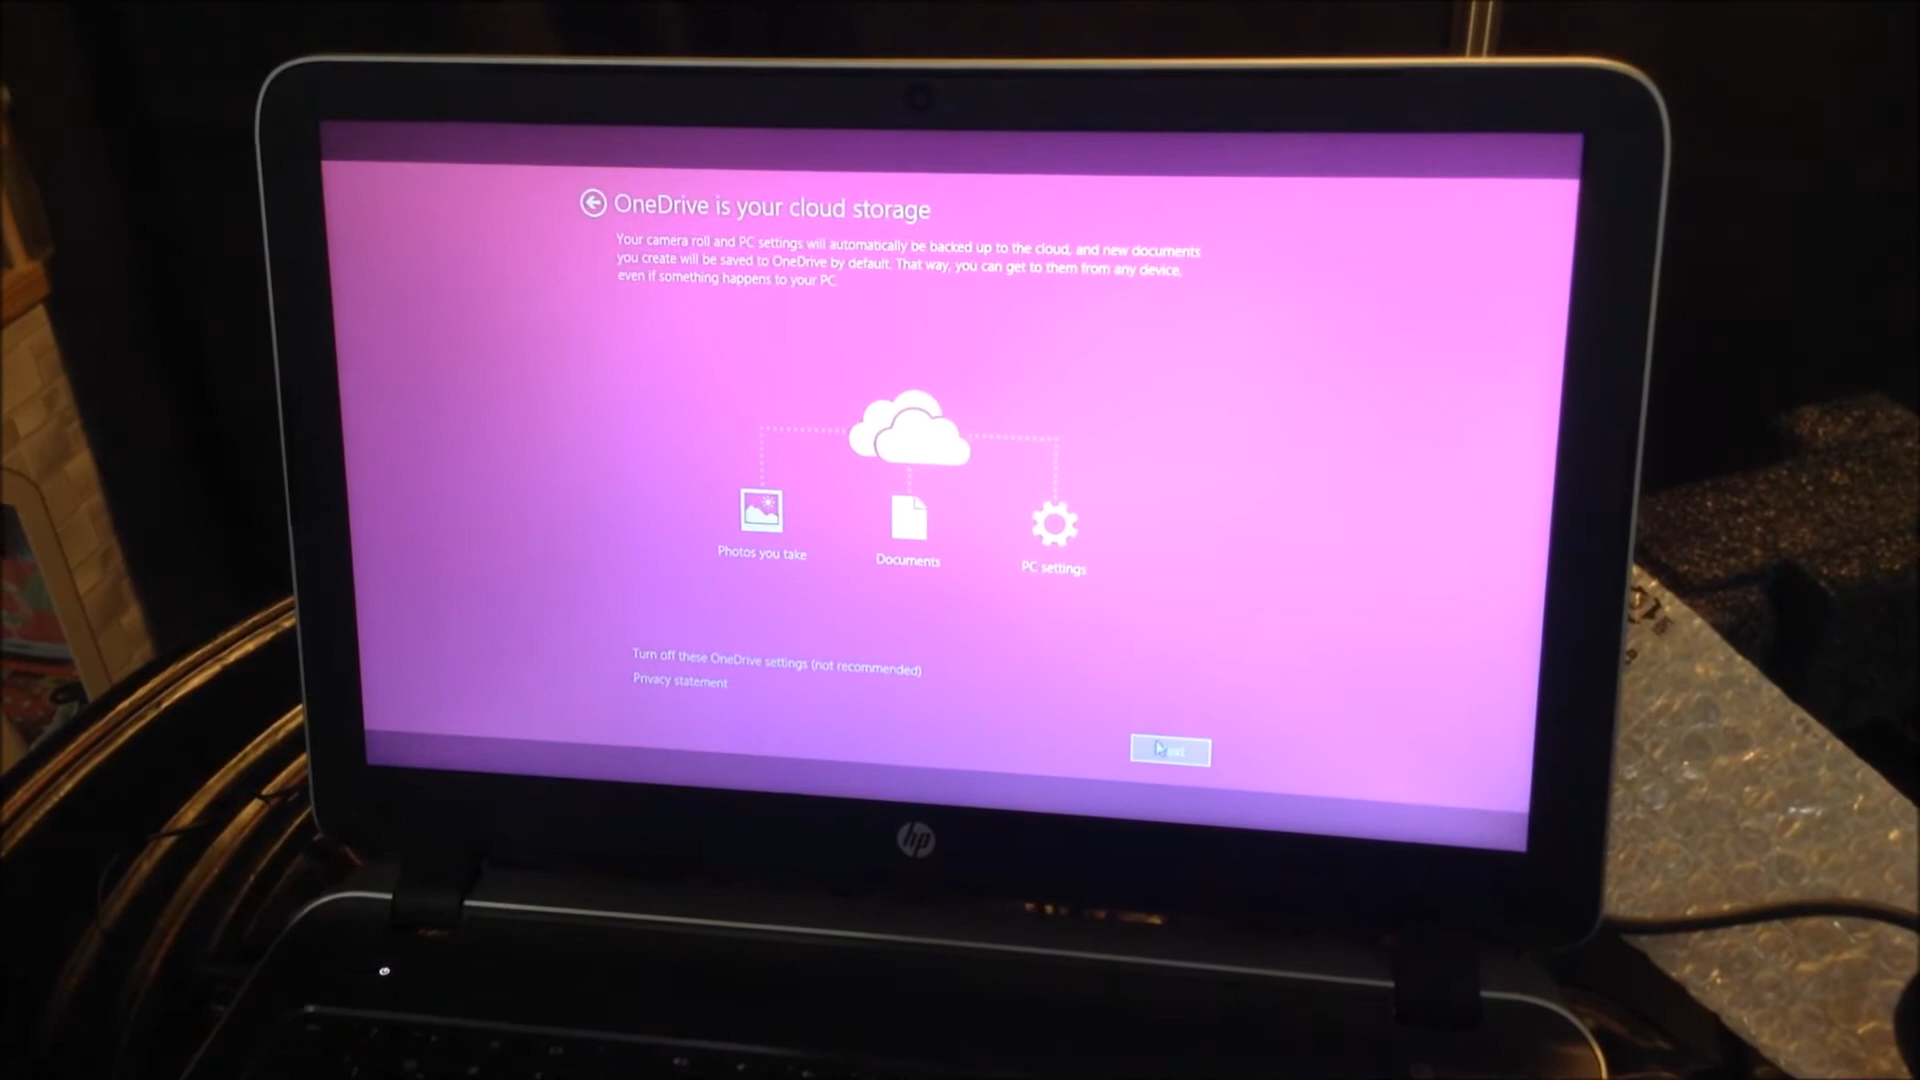 OneDrive is your cloud storage
Your camera roll and PC settings will automatically be backed up to the cloud, and new documents
you create will be saved to OneDrive by default. That way, you can get to them from any device,
even if something happens to your PC.
Photos you take
Documents
PC settings
Turn off these OneDrive settings (not recommended)
Privacy statement
hp